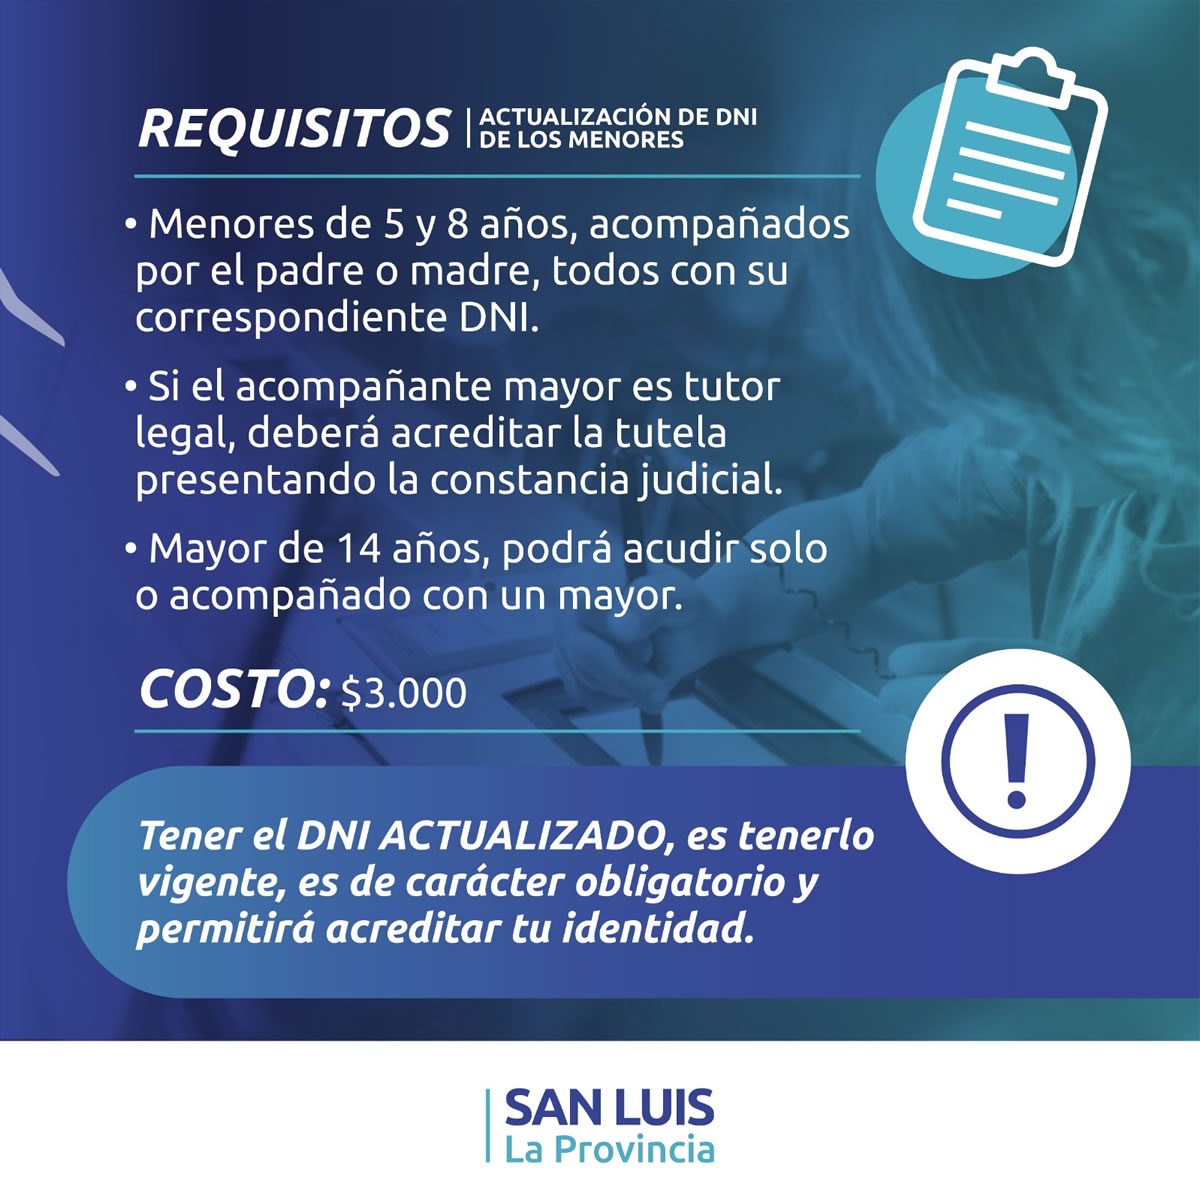 REQUISITOS
ACTUALIZACIÓN DE DNI
DE LOS MENORES
• Menores de 5 y 8 años, acompañados
por el padre o madre, todos con su
correspondiente DNI.
• Si el acompañante mayor es tutor
legal, deberá acreditar la tutela
presentando la constancia judicial.
• Mayor de 14 años, podrá acudir solo
o acompañado con un mayor.
COSTO: $3.000
Tener el DNI ACTUALIZADO, es tenerlo
vigente, es de carácter obligatorio y
permitirá acreditar tu identidad.
SAN LUIS
La Provincia